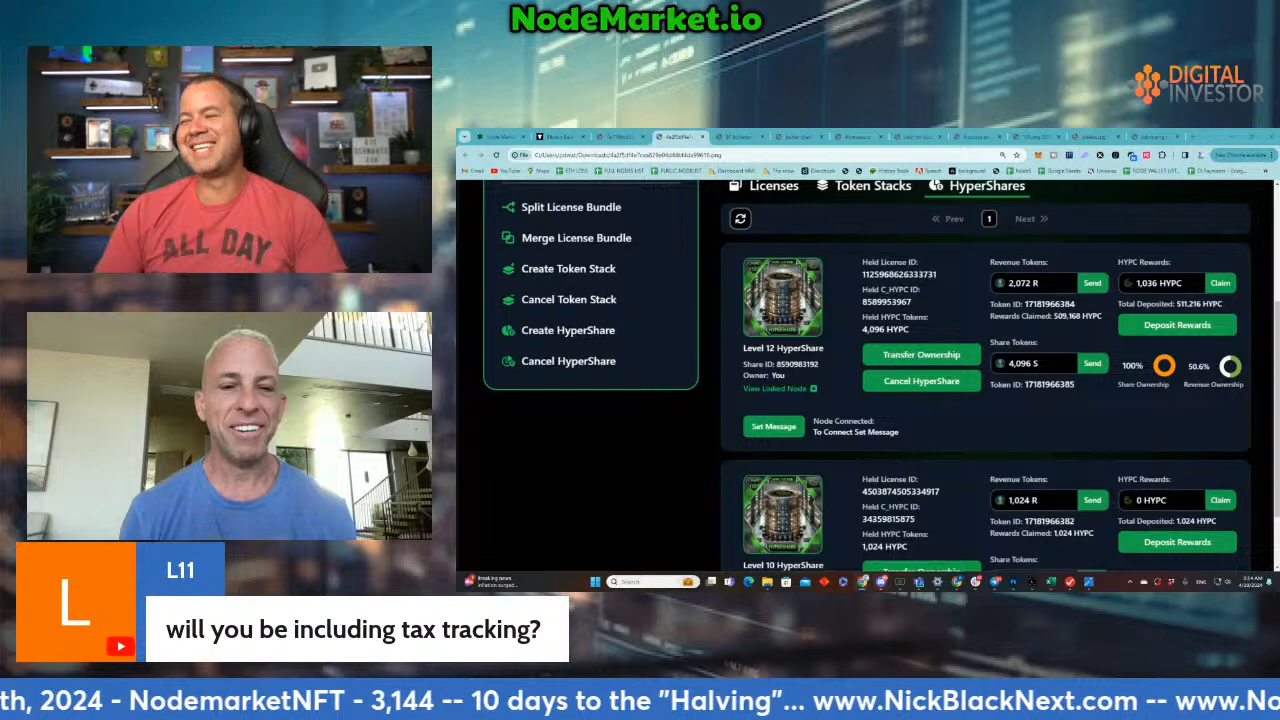 NodeMarket.io
DIGITAL
INVESTOR
ALL DAY
Licenses
Token Stacks
HyperShares
Prev
1
Next
Split License Bundle
Merge License Bundle
Create Token Stack
Cancel Token Stack
Create HyperShare
Cancel HyperShare
Level 12 HyperShare
Share ID: 8590983192
Owner: You
View Linked Node
Held License ID:
1125968626333731
Held C_HYPC ID:
8589953967
Held HYPC Tokens:
4,096 HYPC
Transfer Ownership
Cancel HyperShare
Revenue Tokens:
2,072 R
Send
Token ID: 17181966384
Rewards Claimed: 509,168 HYPC
Share Tokens:
4,096 S
Send
Token ID: 17181966385
HYPC Rewards:
1,036 HYPC
Claim
Total Deposited: 511,216 HYPC
Deposit Rewards
100%
Share Ownership
50.6%
Revenue Ownership
Set Message
Node Connected:
To Connect Set Message
Level 10 HyperShare
Held License ID:
4503874505334917
Held C_HYPC ID:
34359815875
Held HYPC Tokens:
1,024 HYPC
Revenue Tokens:
1,024 R
Send
Token ID: 17181966382
Rewards Claimed: 1,024 HYPC
HYPC Rewards:
0 HYPC
Claim
Total Deposited: 1,024 HYPC
Deposit Rewards
Breaking news
Search
L
L11
will you be including tax tracking?
th, 2024 - NodemarketNFT - 3,144 -- 10 days to the "Halving"... www.NickBlackNext.com -- www.No